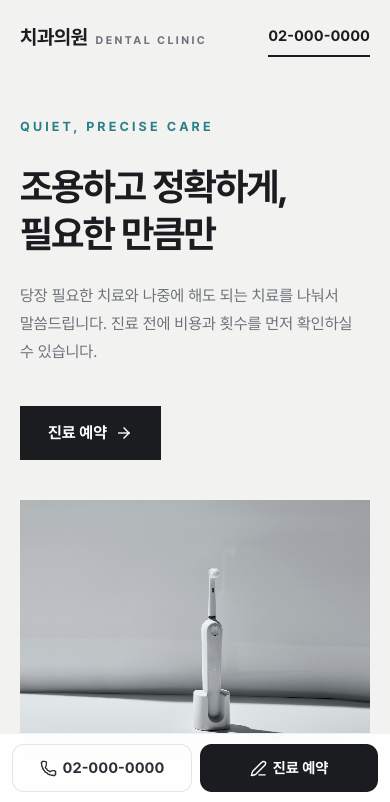 치과의원 DENTAL CLINIC 02-000-0000
QUIET, PRECISE CARE
조용하고 정확하게,
필요한 만큼만
당장 필요한 치료와 나중에 해도 되는 치료를 나눠서
말씀드립니다. 진료 전에 비용과 횟수를 먼저 확인하실
수 있습니다.
진료 예약
02-000-0000 진료 예약